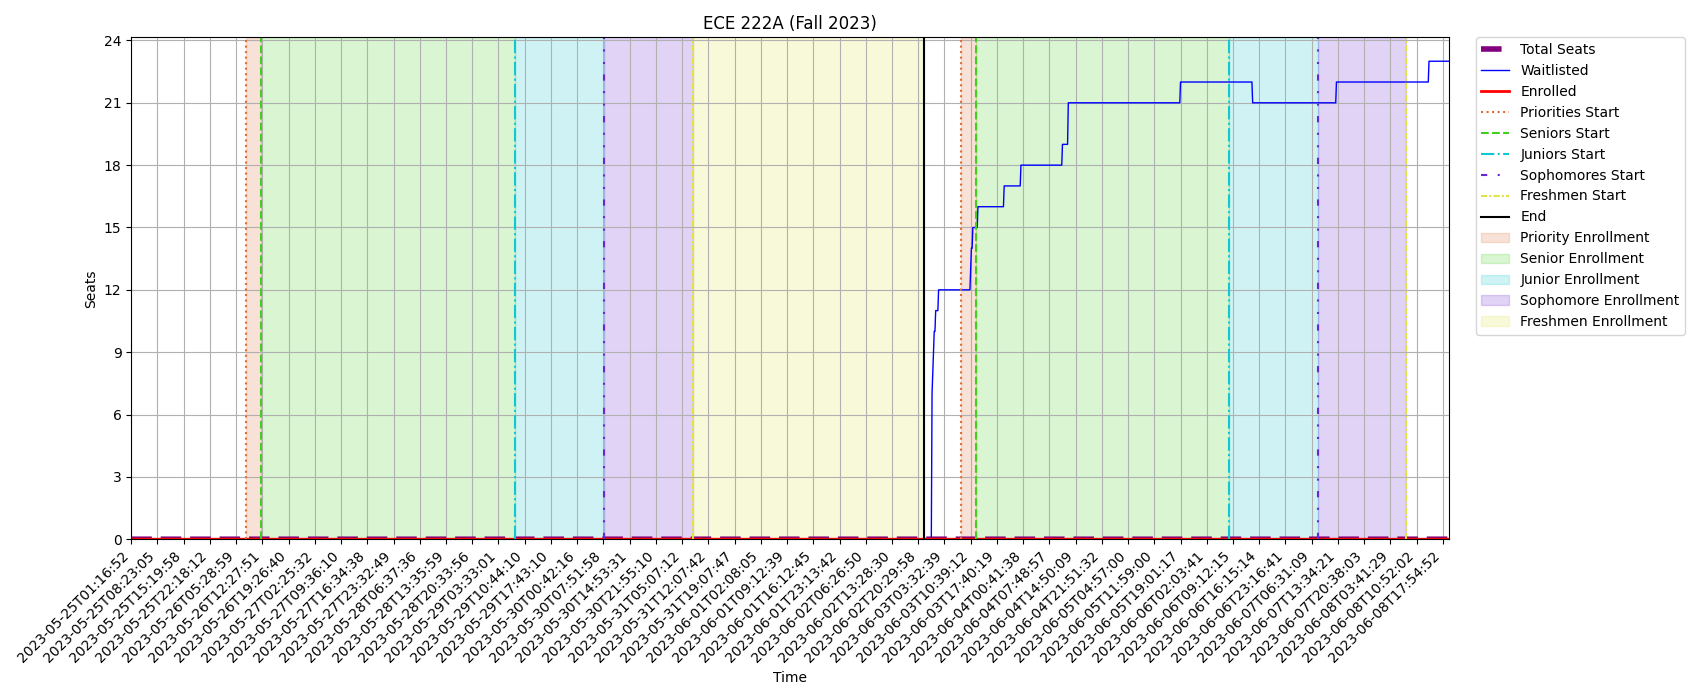 ECE 222A (Fall 2023)
24
21
18
15
12
9
6
3
0
Seats
2023-05-25T01:16:52
2023-05-25T08:23:05
2023-05-25T15:19:58
2023-05-25T22:18:12
2023-05-26T05:28:59
2023-05-26T12:27:51
2023-05-26T19:26:40
2023-05-27T02:25:32
2023-05-27T09:36:10
2023-05-27T16:34:38
2023-05-27T23:32:49
2023-05-28T06:37:36
2023-05-28T13:35:59
2023-05-28T20:33:56
2023-05-29T03:33:01
2023-05-29T10:44:10
2023-05-29T17:43:10
2023-05-30T00:42:16
2023-05-30T07:51:58
2023-05-30T14:53:31
2023-05-30T21:55:10
2023-05-31T05:07:12
2023-05-31T12:07:42
2023-05-31T19:07:47
2023-06-01T02:08:05
2023-06-01T09:12:39
2023-06-01T16:12:45
2023-06-01T23:13:42
2023-06-02T06:26:50
2023-06-02T13:28:30
2023-06-02T20:29:58
2023-06-03T03:32:39
2023-06-03T10:39:12
2023-06-03T17:40:19
2023-06-04T00:41:38
2023-06-04T07:48:57
2023-06-04T14:50:09
2023-06-04T21:51:32
2023-06-05T04:57:00
2023-06-05T11:59:00
2023-06-05T19:01:17
2023-06-06T02:03:41
2023-06-06T09:12:15
2023-06-06T16:15:14
2023-06-06T23:16:41
2023-06-07T06:31:09
2023-06-07T13:34:21
2023-06-07T20:38:03
2023-06-08T03:41:29
2023-06-08T10:52:02
2023-06-08T17:54:52
Time
Total Seats
Waitlisted
Enrolled
Priorities Start
Seniors Start
Juniors Start
Sophomores Start
Freshmen Start
End
Priority Enrollment
Senior Enrollment
Junior Enrollment
Sophomore Enrollment
Freshmen Enrollment